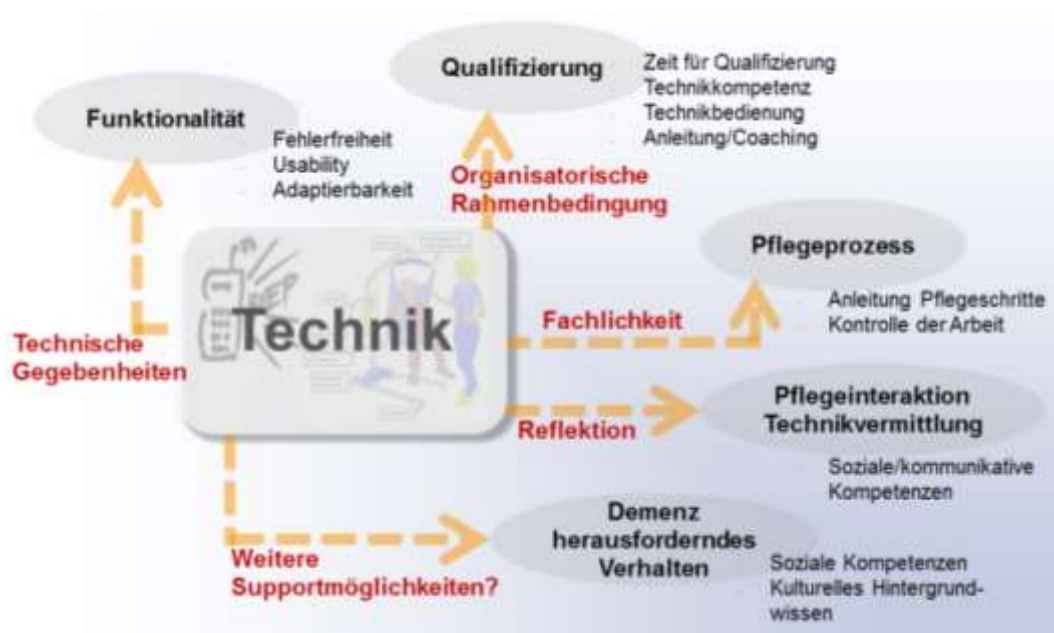 Qualifizierung
Zeit für Qualifizierung
Technikkompetenz
Technikbedienung
Anleitung/Coaching
Funktionalität
Fehlerfreiheit
Usability
Adaptierbarkeit
Organisatorische
Rahmenbedingung
Pflegeprozess
Anleitung Pflegeschritte
Kontrolle der Arbeit
Technik
Fachlichkeit
Technische
Gegebenheiten
Pflegeinteraktion
Technikvermittlung
Reflektion
Soziale/kommunikative
Kompetenzen
Demenz
herausforderndes
Verhalten
Weitere
Supportmöglichkeiten?
Soziale Kompetenzen
Kulturelles Hintergrund-
wissen